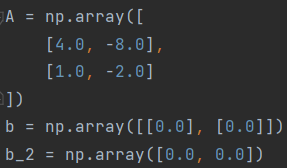 A = np.array([
    [4.0, -8.0],
    [1.0, -2.0]
])
b = np.array([[0.0], [0.0]])
b_2 = np.array([0.0, 0.0])